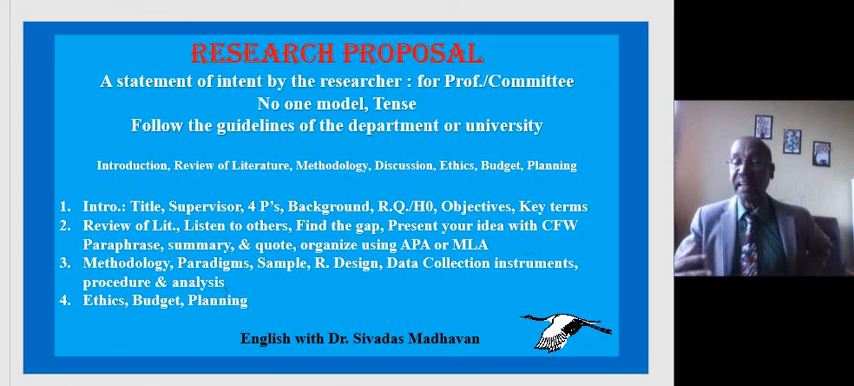 RESEARCH PROPOSAL
A statement of intent by the researcher : for Prof./Committee
No one model, Tense
Follow the guidelines of the department or university
Introduction, Review of Literature, Methodology, Discussion, Ethics, Budget, Planning
1. Intro.: Title, Supervisor, 4 P's, Background, R.Q./H0, Objectives, Key terms
2. Review of Lit., Listen to others, Find the gap, Present your idea with CFW
Paraphrase, summary, & quote, organize using APA or MLA
3. Methodology, Paradigms, Sample, R. Design, Data Collection instruments,
procedure & analysis
4. Ethics, Budget, Planning
English with Dr. Sivadas Madhavan